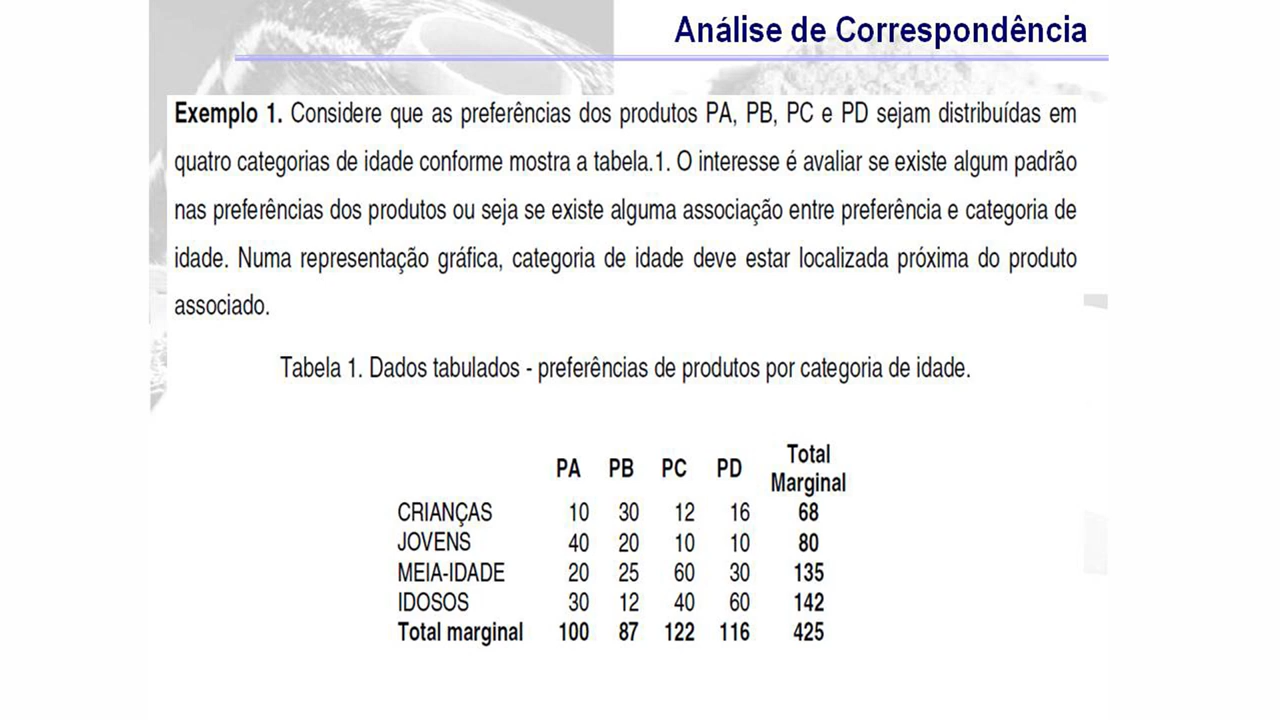 Análise de Correspondência
Exemplo 1. Considere que as preferências dos produtos PA, PB, PC e PD sejam distribuídas em
quatro categorias de idade conforme mostra a tabela.1. O interesse é avaliar se existe algum padrão
nas preferências dos produtos ou seja se existe alguma associação entre preferência e categoria de
idade. Numa representação gráfica, categoria de idade deve estar localizada próxima do produto
associado.
Tabela 1. Dados tabulados - preferências de produtos por categoria de idade.
PA PB PC PD Total Marginal
CRIANÇAS 10 30 12 16 68
JOVENS 40 20 10 10 80
MEIA-IDADE 20 25 60 30 135
IDOSOS 30 12 40 60 142
Total marginal 100 87 122 116 425